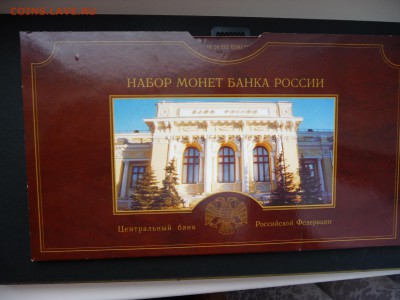 COINS.LAVE.RU
НАБОР МОНЕТ БАНКА РОССИИ
Центральный банк Российской Федерации